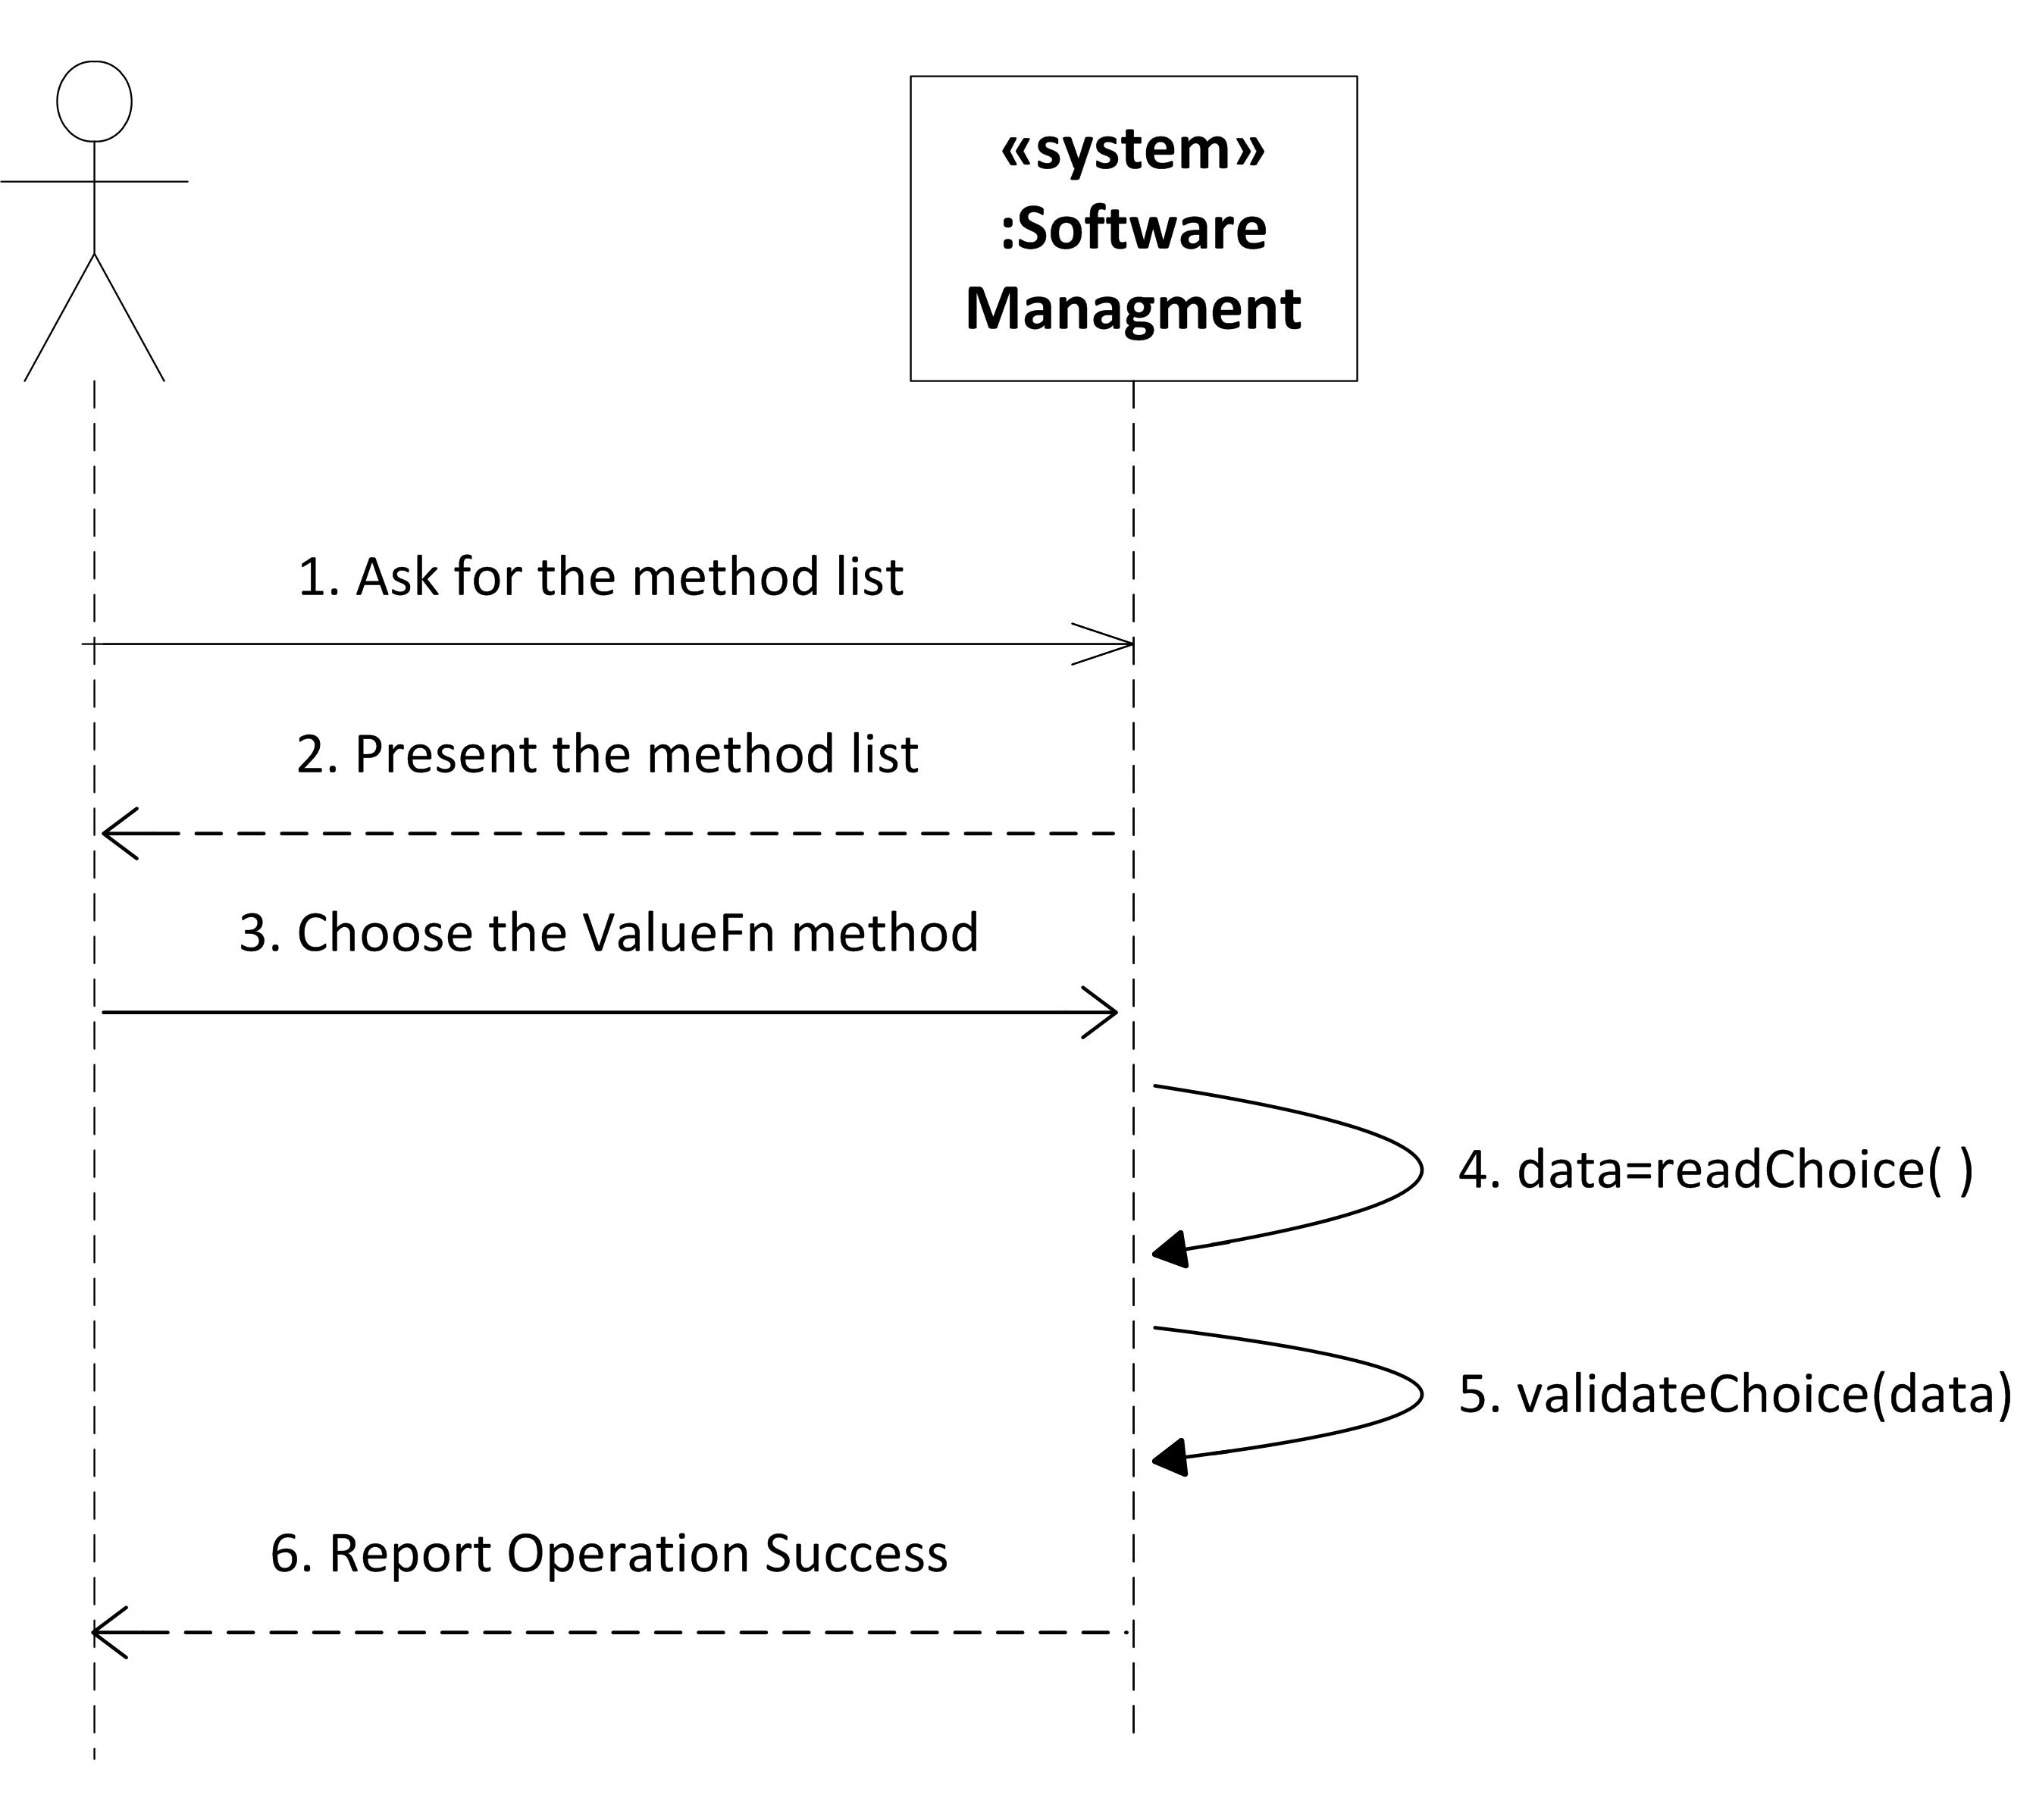 «system»
:Software
Managment
1. Ask for the method list
2. Present the method list
3. Choose the ValueFn method
4. data=readChoice( )
5. validateChoice(data)
6. Report Operation Success